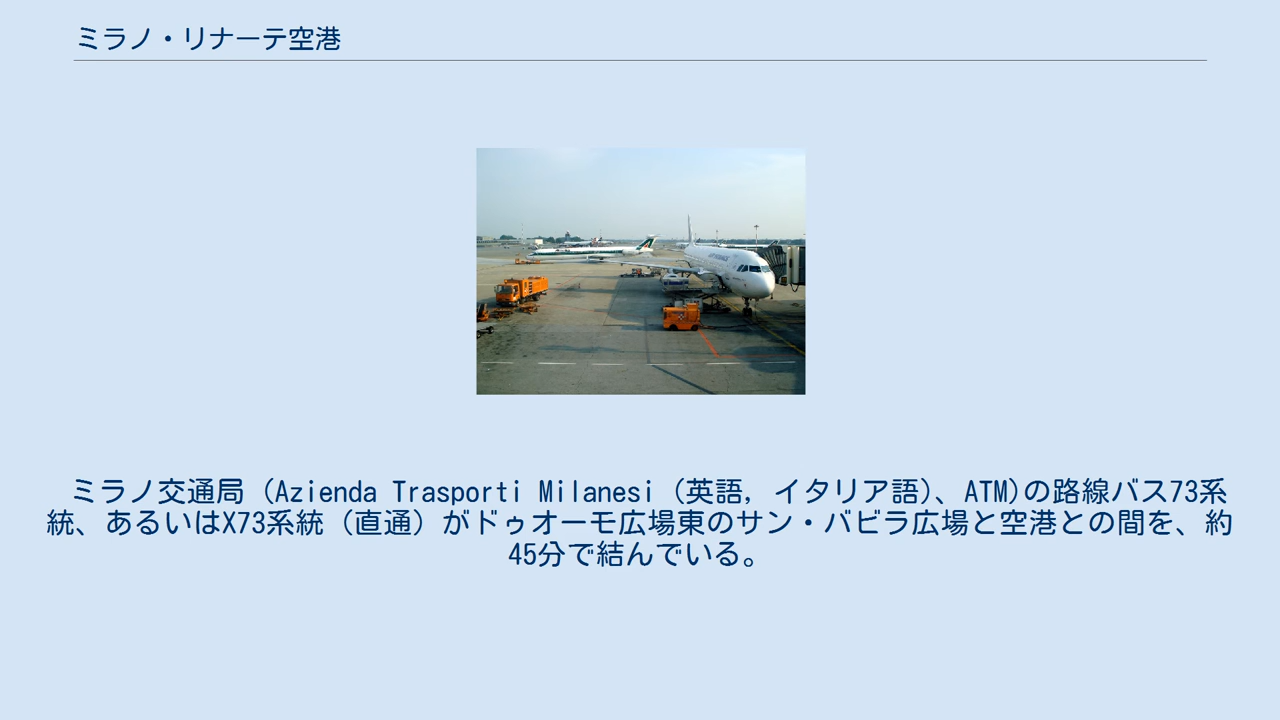 ミラノ・リナーテ空港
ミラノ交通局 (Azienda Trasporti Milanesi (英語, イタリア語)、ATM)の路線バス73系
統、あるいはX73系統（直通）がドゥオーモ広場東のサン・バビラ広場と空港との間を、約
45分で結んでいる。